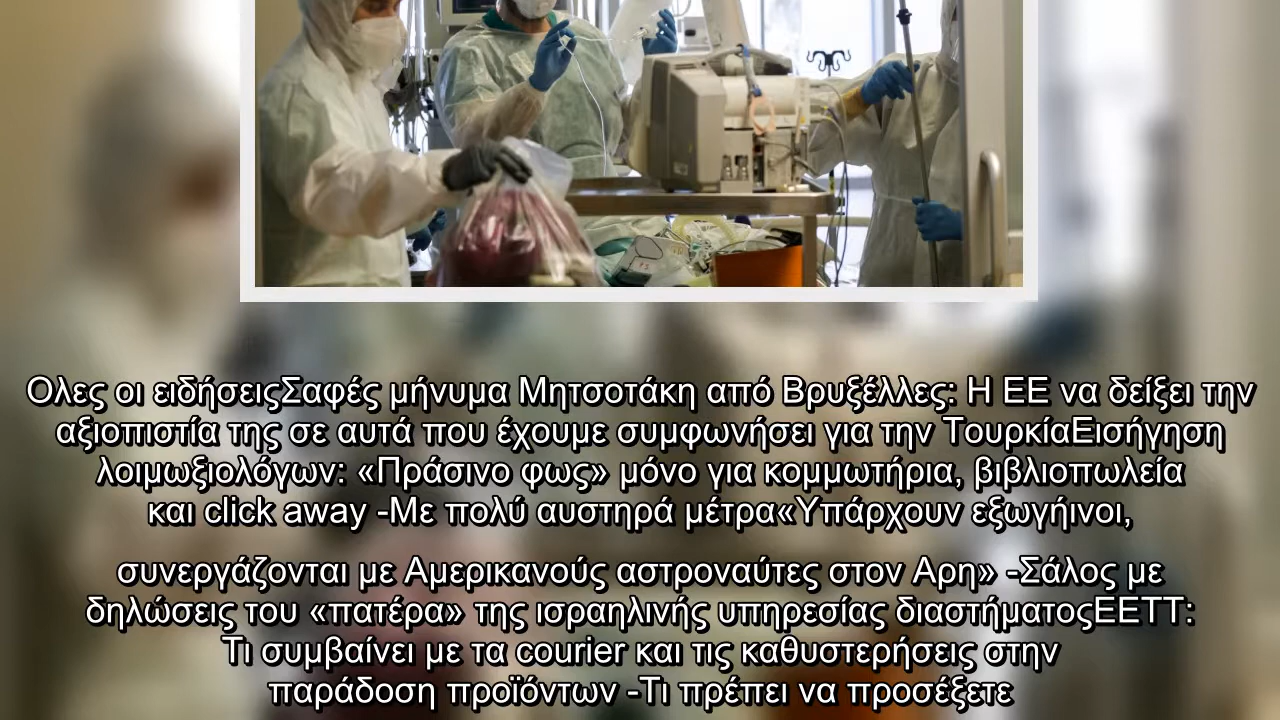 Ολες οι ειδήσειςΣαφές μήνυμα Μητσοτάκη από Βρυξέλλες: Η ΕΕ να δείξει την
αξιοπιστία της σε αυτά που έχουμε συμφωνήσει για την ΤουρκίαΕισήγηση
λοιμωξιολόγων: «Πράσινο φως» μόνο για κομμωτήρια, βιβλιοπωλεία
και click away -Με πολύ αυστηρά μέτρα«Υπάρχουν εξωγήινοι,
συνεργάζονται με Αμερικανούς αστροναύτες στον Αρη» -Σάλος με
δηλώσεις του «πατέρα» της ισραηλινής υπηρεσίας διαστήματοςΕΕΤΤ:
Τι συμβαίνει με τα courier και τις καθυστερήσεις στην
παράδοση προϊόντων -Τι πρέπει να προσέξετε